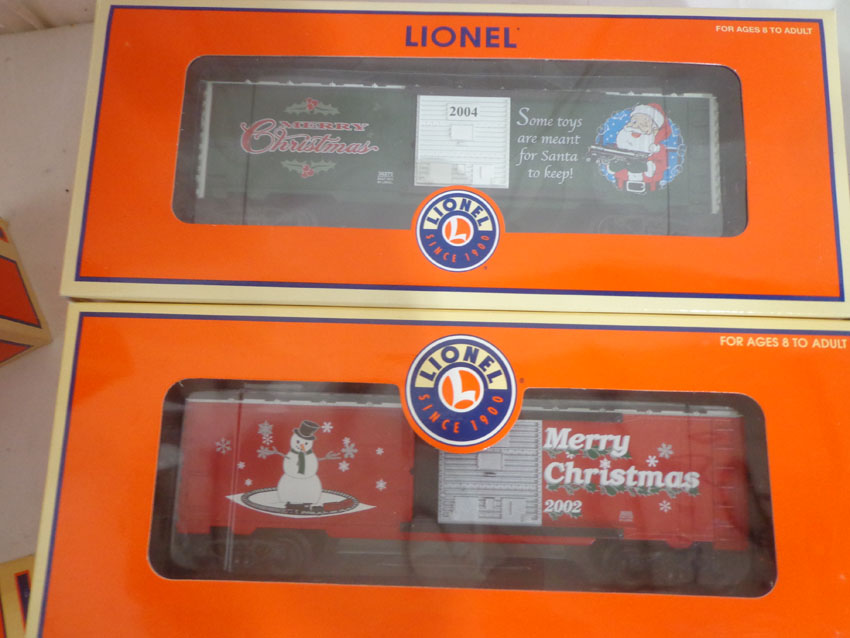 LIONEL
FOR AGES 8 TO ADULT
MERRY
Christmas
2004
Some toys
are meant
for Santa
to keep!
LIONEL
L
SINCE 1900
FOR AGES 8 TO ADULT
LIONEL
L
SINCE 1900
Merry
Christmas
2002